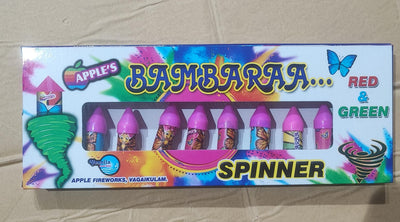 APPLE'S
BAMBARAA...
RED
&
GREEN
SPINNER
APPLE FIREWORKS, VAGAIKULAM.